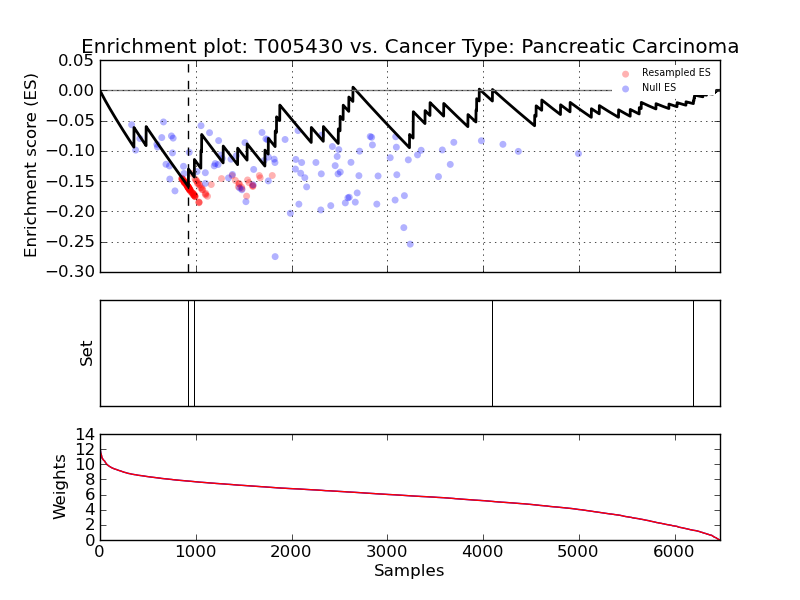 Enrichment plot: T005430 vs. Cancer Type: Pancreatic Carcinoma
Enrichment score (ES)
0.05
0.00
−0.05
−0.10
−0.15
−0.20
−0.25
−0.30
Resampled ES
Null ES
Set
Weights
14
12
10
8
6
4
2
0
0 1000 2000 3000 4000 5000 6000
Samples